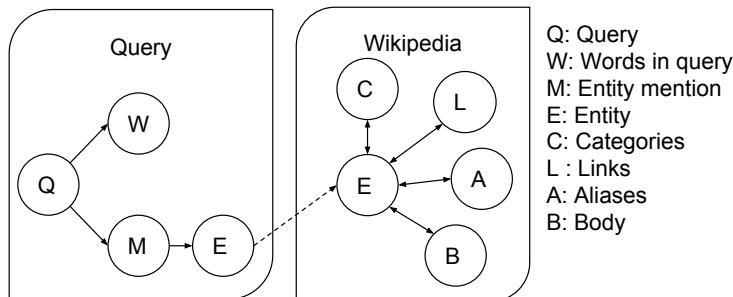 Query
W
Q
M
E
Wikipedia
C
L
E
A
B
Q: Query
W: Words in query
M: Entity mention
E: Entity
C: Categories
L : Links
A: Aliases
B: Body